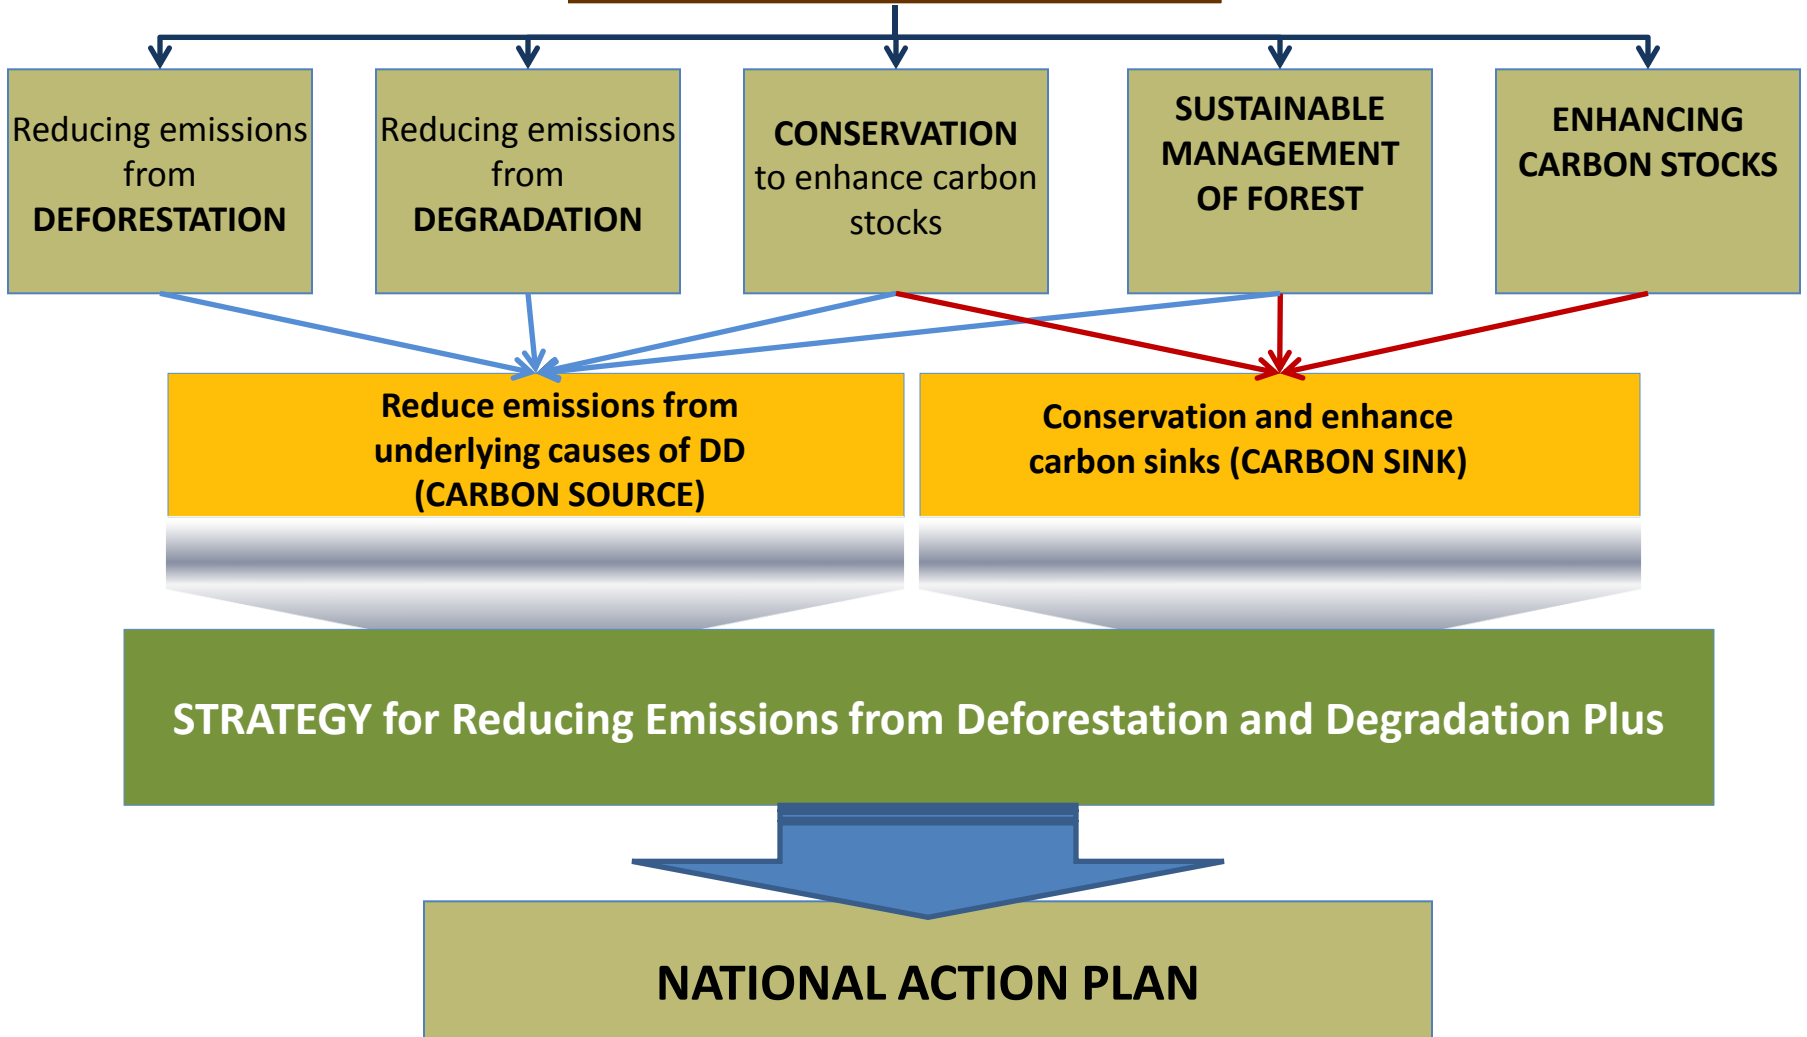 Reducing emissions
from
DEFORESTATION
Reducing emissions
from
DEGRADATION
CONSERVATION
to enhance carbon
stocks
SUSTAINABLE
MANAGEMENT
OF FOREST
ENHANCING
CARBON STOCKS
Reduce emissions from
underlying causes of DD
(CARBON SOURCE)
Conservation and enhance
carbon sinks (CARBON SINK)
STRATEGY for Reducing Emissions from Deforestation and Degradation Plus
NATIONAL ACTION PLAN